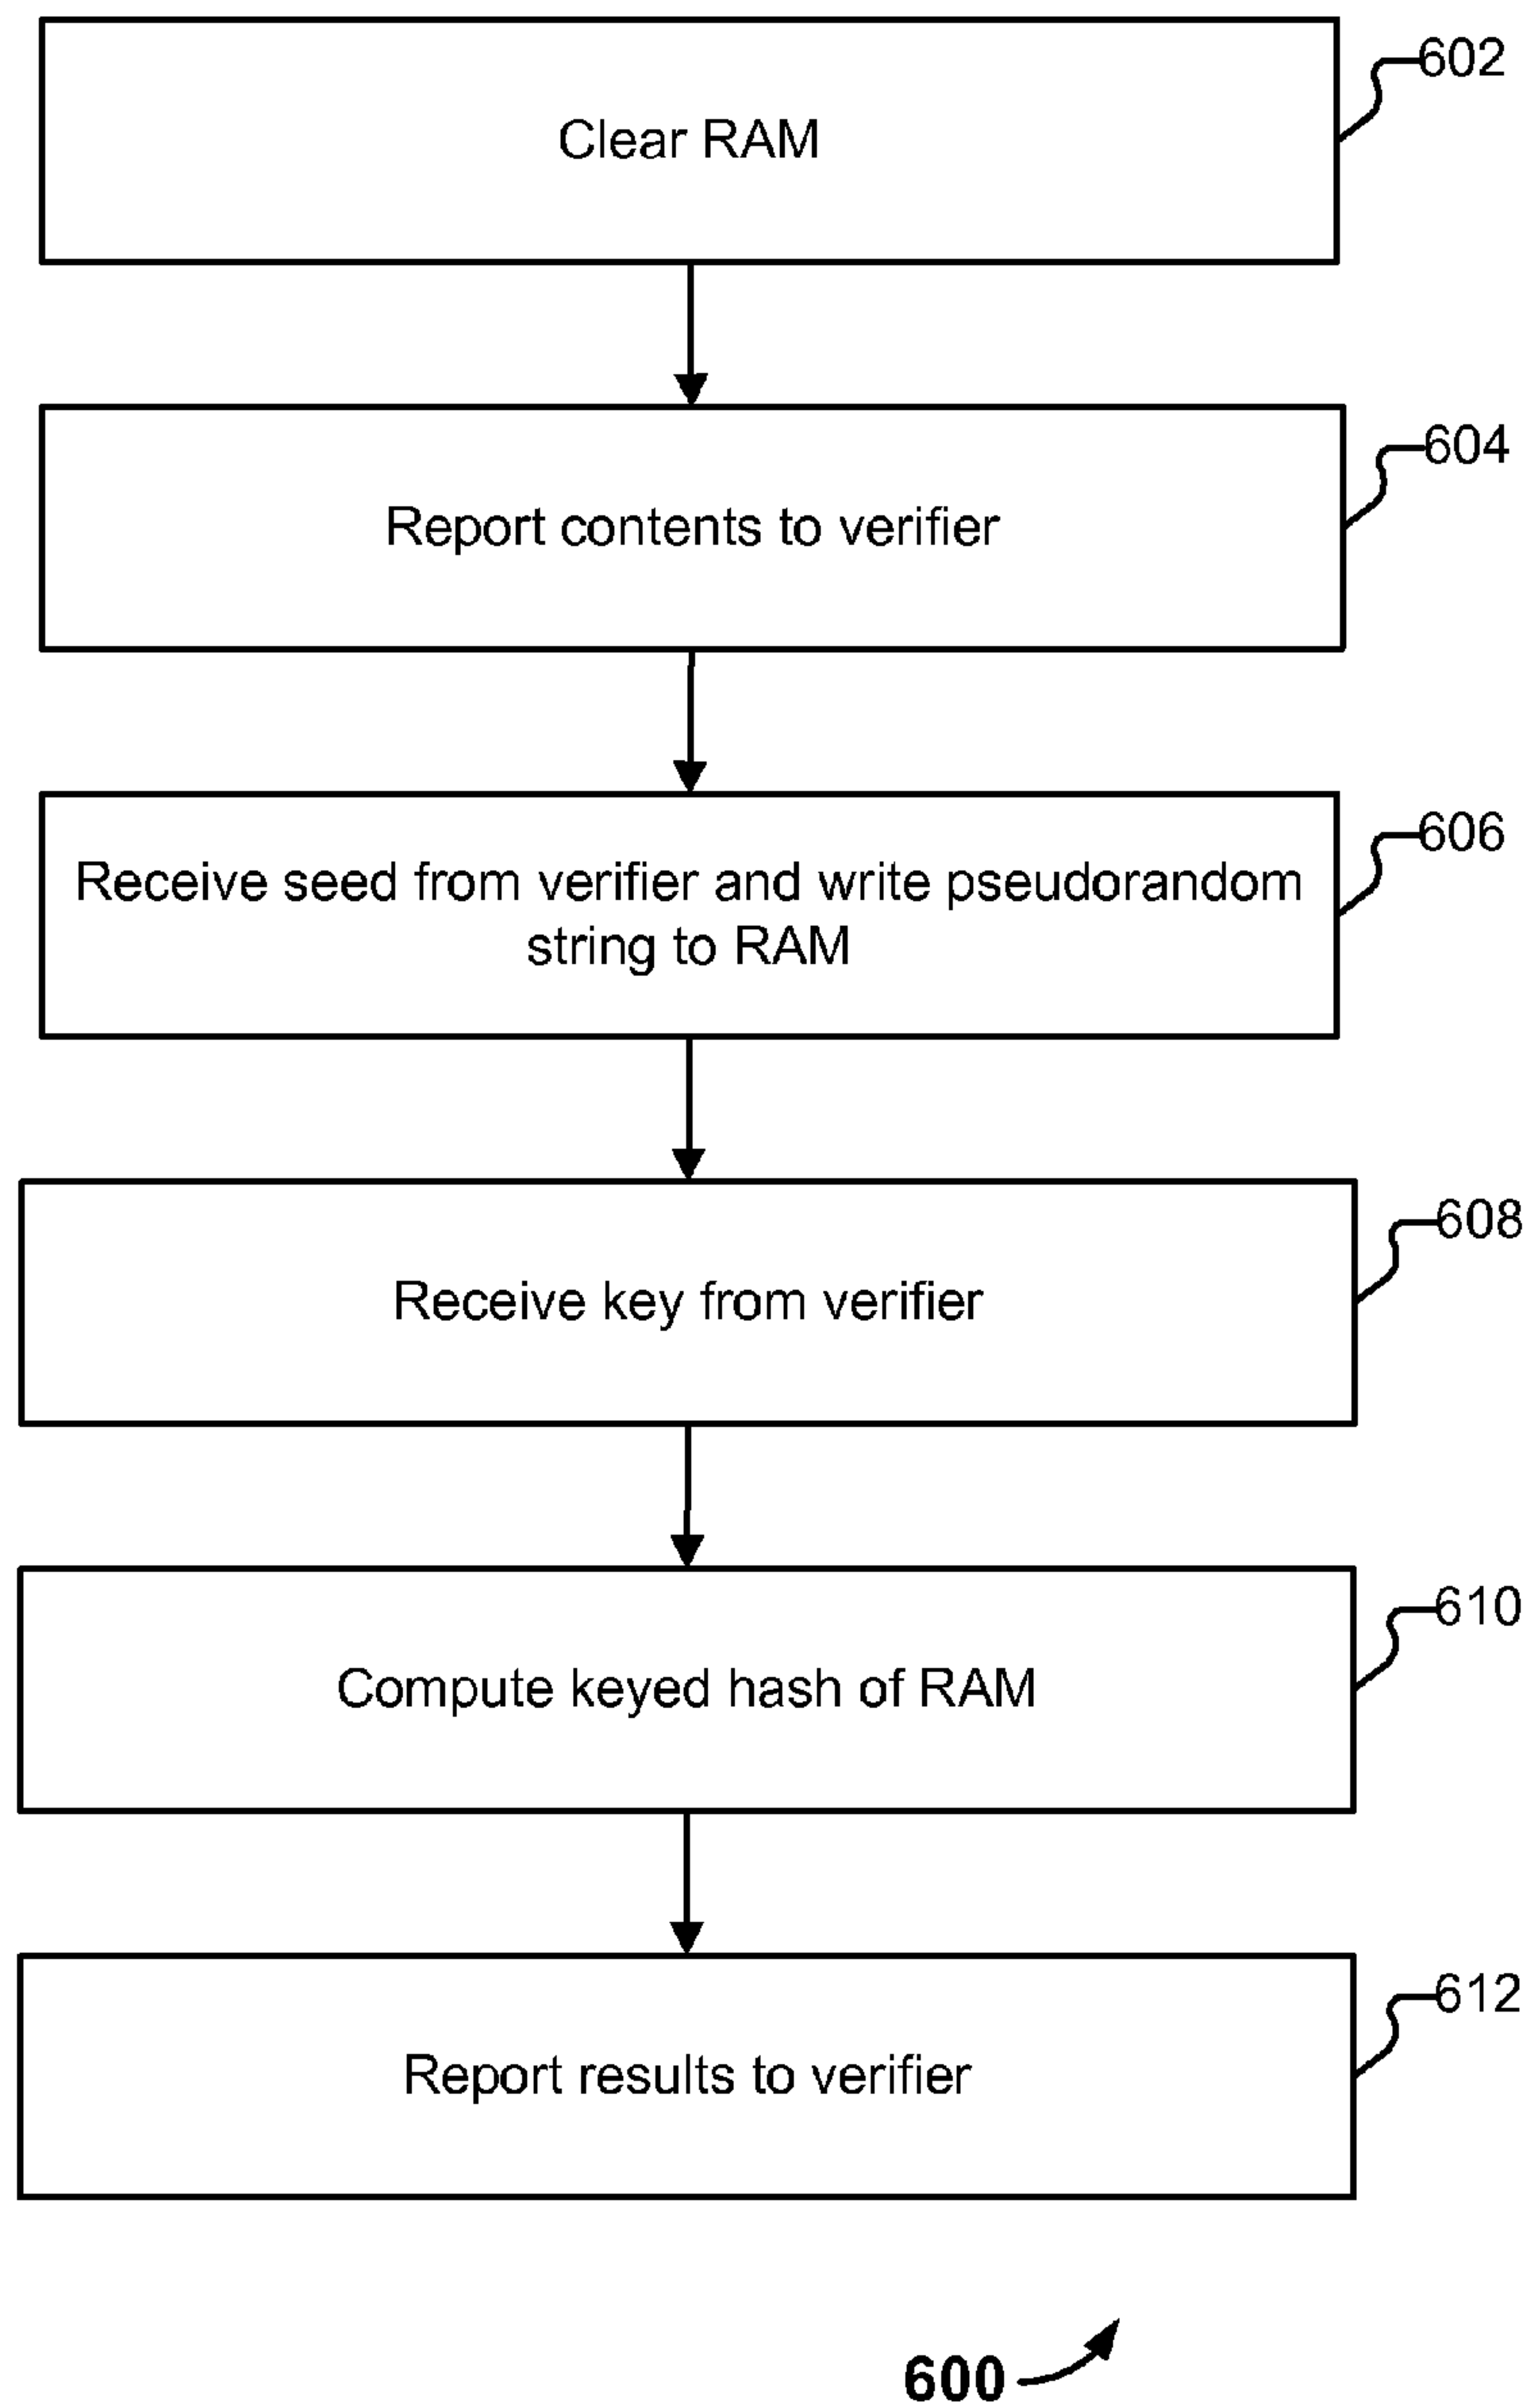 Clear RAM
602
Report contents to verifier
604
Receive seed from verifier and write pseudorandom
string to RAM
606
Receive key from verifier
608
Compute keyed hash of RAM
610
Report results to verifier
612
600